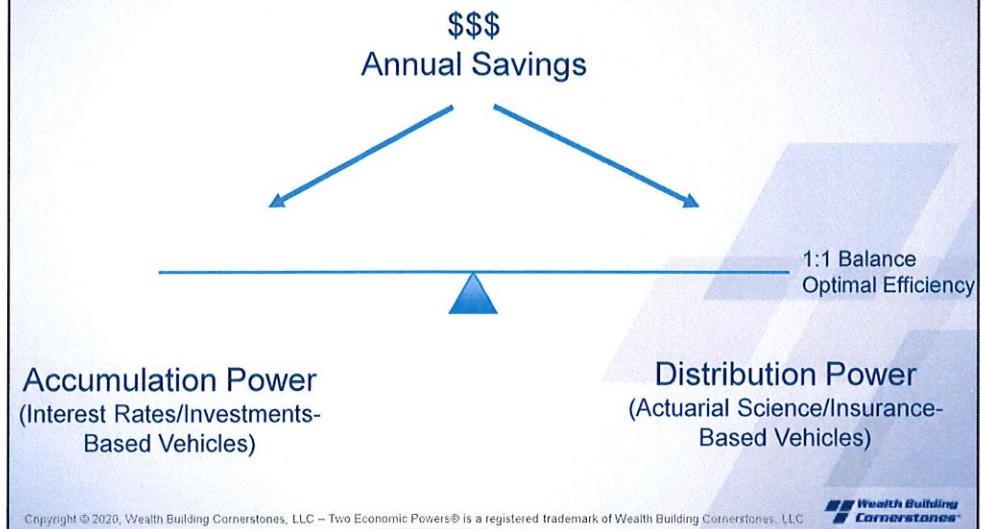 $$$
Annual Savings
1:1 Balance
Optimal Efficiency
Accumulation Power
(Interest Rates/Investments-
Based Vehicles)
Distribution Power
(Actuarial Science/Insurance-
Based Vehicles)
Copyright © 2020, Wealth Building Cornerstones, LLC – Two Economic Powers® is a registered trademark of Wealth Building Cornerstones, LLC
Wealth Building
Cornerstones